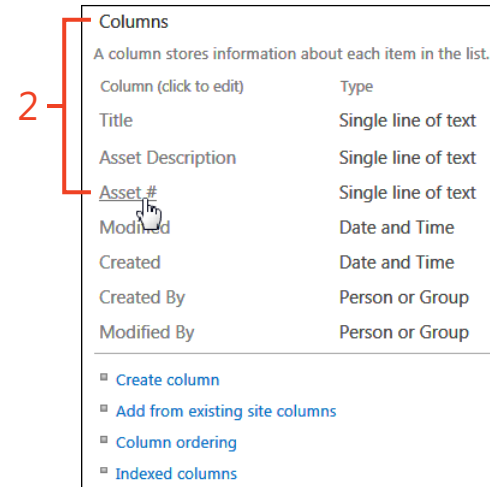 Columns
A column stores information about each item in the list.
Column (click to edit) Type
2
Title Single line of text
Asset Description Single line of text
Asset # Single line of text
Modified Date and Time
Created Date and Time
Created By Person or Group
Modified By Person or Group
Create column
Add from existing site columns
Column ordering
Indexed columns